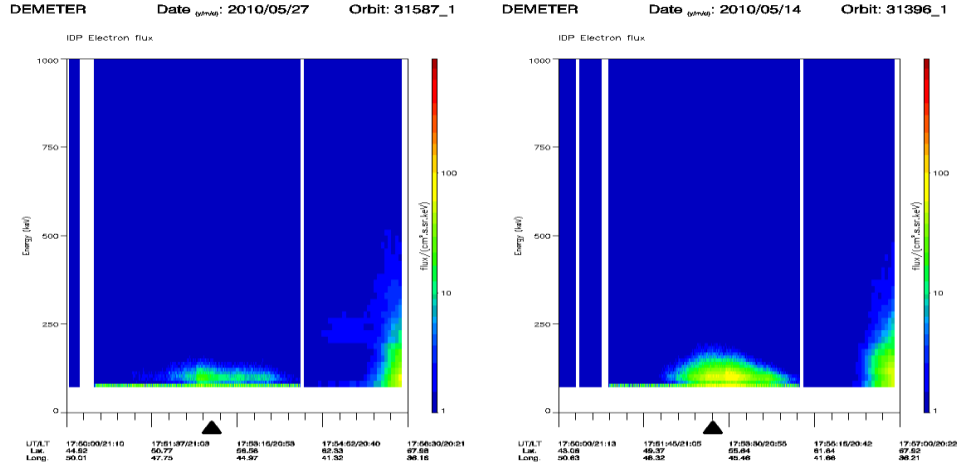 DEMETER Date (y/m/d): 2010/05/27 Orbit: 31587_1
IDP Electron flux
1000
750
500
250
0
Energy (keV)
100
10
1
flux/(cm².s.sr.keV)
UT/LT 17:50:00/21:10 17:51:37/21:03 17:53:15/20:53 17:54:52/20:40 17:56:30/20:21
Lat. 44.92 50.77 56.58 62.33 67.98
Long. 50.01 47.75 44.97 41.32 36.16
DEMETER Date (y/m/d): 2010/05/14 Orbit: 31396_1
IDP Electron flux
1000
750
500
250
0
Energy (keV)
100
10
1
flux/(cm².s.sr.keV)
UT/LT 17:50:00/21:13 17:51:45/21:05 17:53:30/20:55 17:55:15/20:42 17:57:00/20:22
Lat. 43.08 49.37 55.64 61.84 67.92
Long. 50.63 48.32 45.46 41.66 36.21